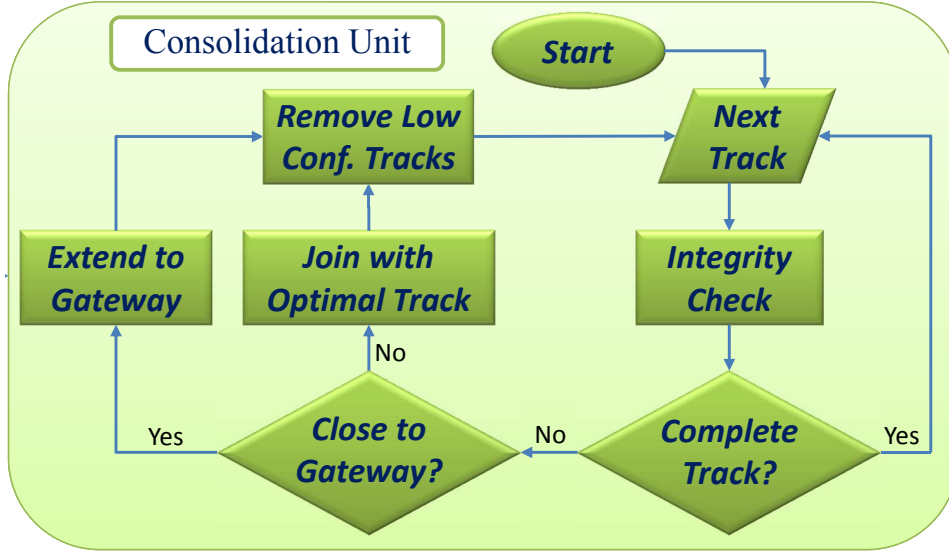 Consolidation Unit
Start
Remove Low
Conf. Tracks
Next
Track
Extend to
Gateway
Join with
Optimal Track
Integrity
Check
No
Yes
Close to
Gateway?
No
Complete
Track?
Yes